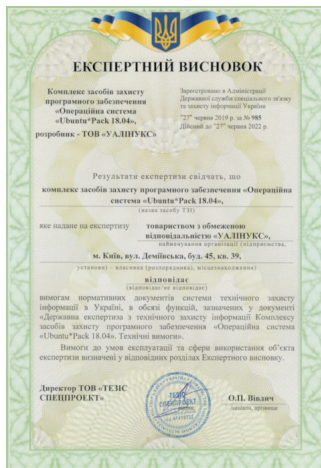 ЕКСПЕРТНИЙ ВИСНОВОК
Комплекс засобів захисту
програмного забезпечення
«Операційна система
«Ubuntu*Pack 18.04»,
розробник - ТОВ «УАЛІНУКС»
Зареєстровано в Адміністрації
Державної служби спеціального зв'язку
та захисту інформації України
"27" червня 2019 р. за № 985
Дійсний до "27" червня 2022 р.
Результати експертизи свідчать, що
комплекс засобів захисту програмного забезпечення «Операційна
система «Ubuntu*Pack 18.04»,
(назва засобу ТЗІ)
яке надане на експертизу товариством з обмеженою
відповідальністю «УАЛІНУКС»,
найменування організації (підприємства,
м. Київ, вул. Деміївська, буд. 45, кв. 39,
установи) – власника (розпорядника), місцезнаходження)
відповідає
(відповідає/не відповідає)
вимогам нормативних документів системи технічного захисту
інформації в Україні, в обсязі функцій, зазначених у документі
«Державна експертиза з технічного захисту інформації Комплексу
засобів захисту програмного забезпечення «Операційна система
«Ubuntu*Pack 18.04». Технічні вимоги».
Вимоги до умов експлуатації та сфери використання об'єкта
експертизи визначені у відповідних розділах Експертного висновку.
Директор ТОВ «ТЕЗІС
СПЕЦПРОЕКТ»
ТЕЗІС
СПЕЦПРОЕКТ
О.П. Вівдич